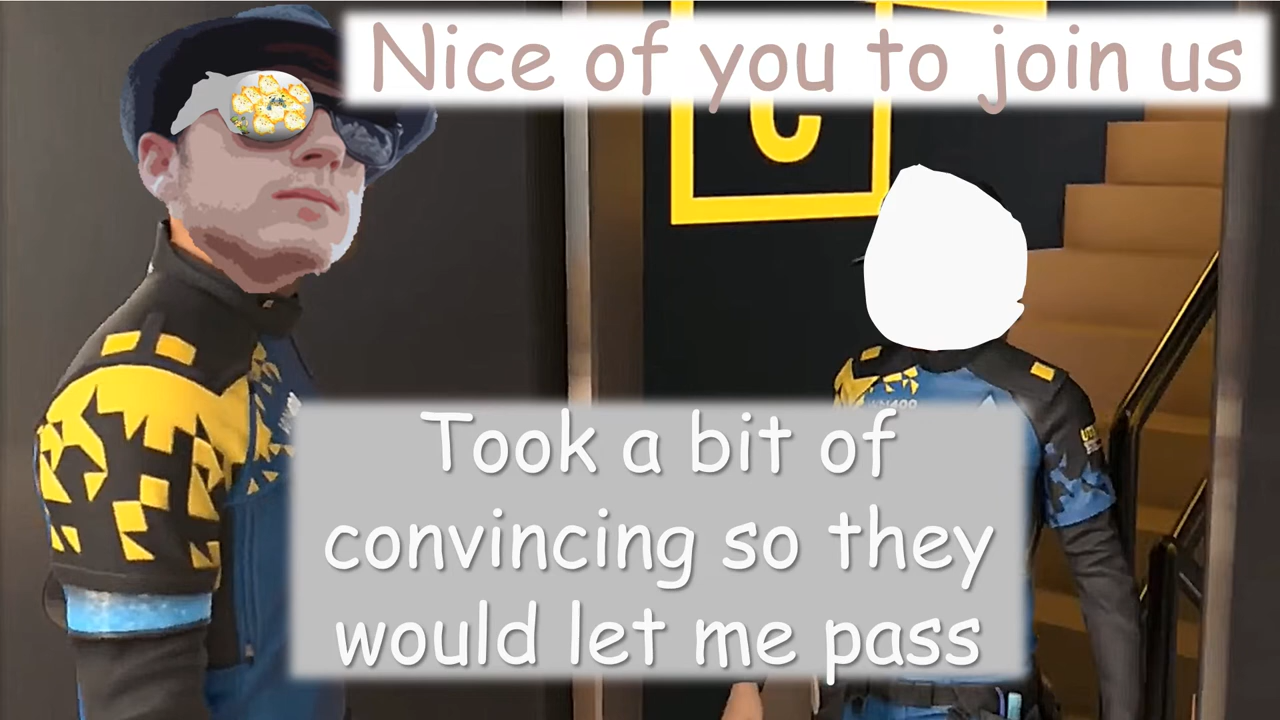 Nice of you to join us
C
Took a bit of
convincing so they
would let me pass